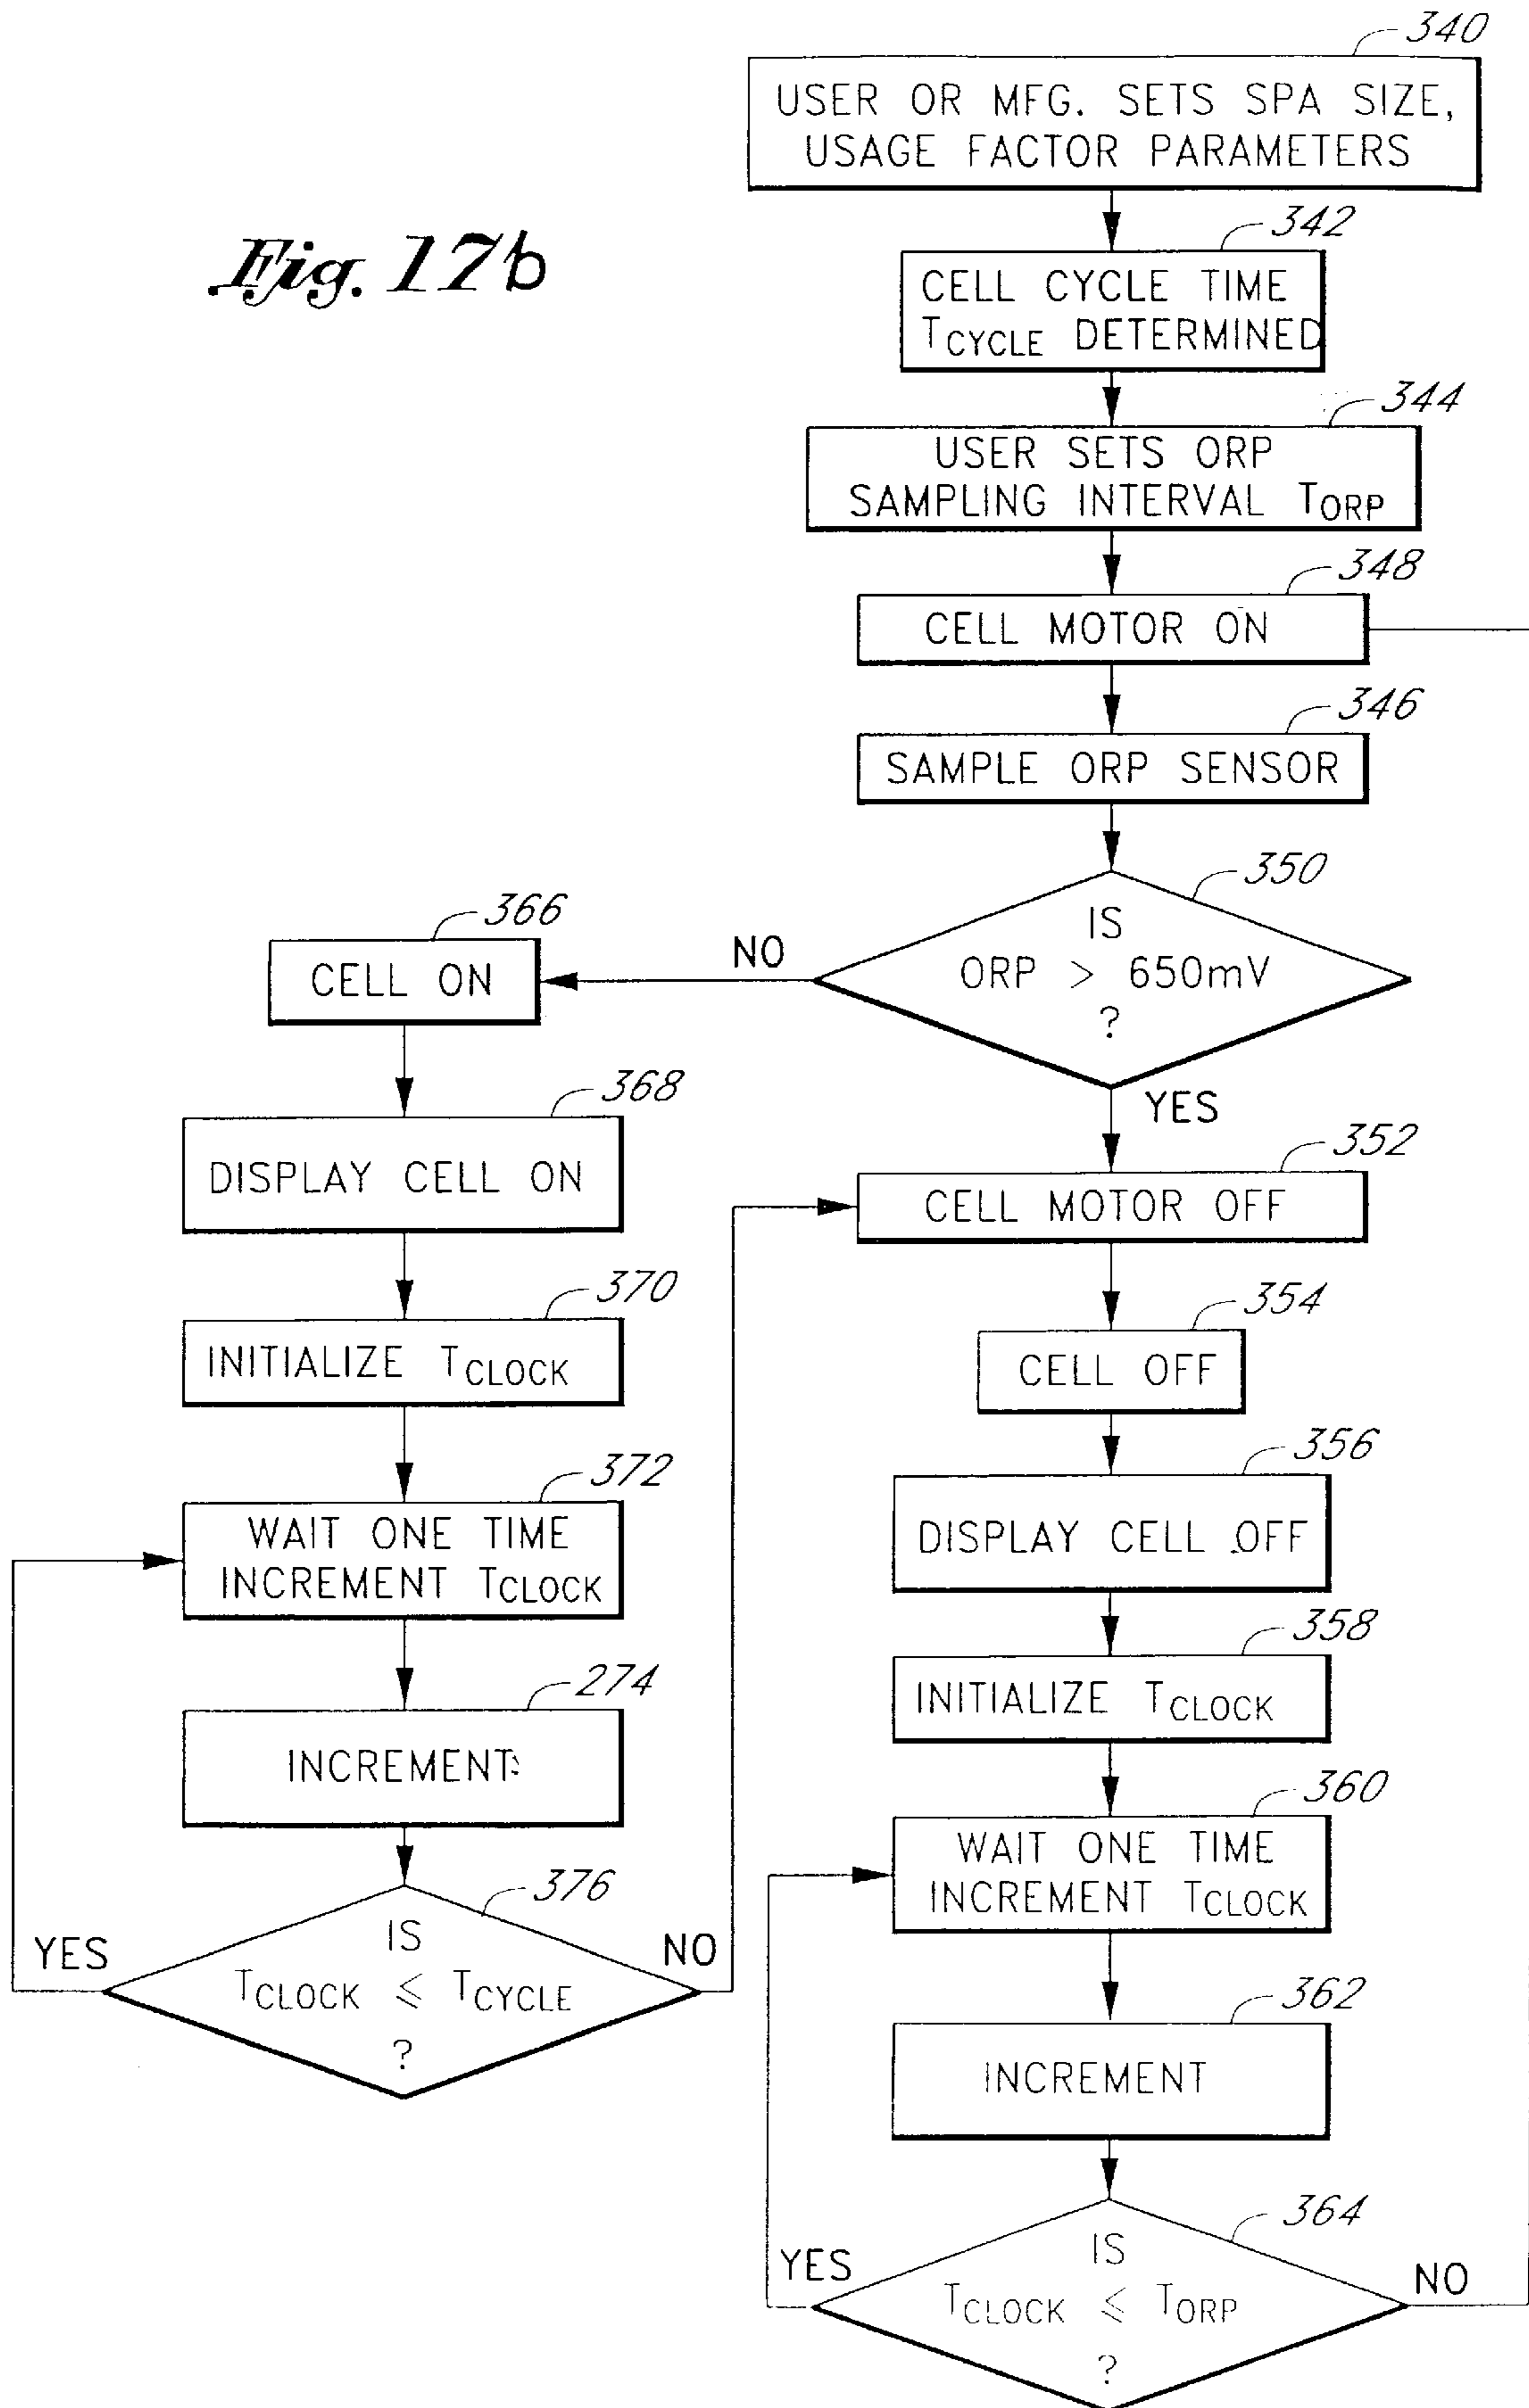 Fig. 17b
340
USER OR MFG. SETS SPA SIZE,
USAGE FACTOR PARAMETERS
342
CELL CYCLE TIME
TCYCLE DETERMINED
344
USER SETS ORP
SAMPLING INTERVAL TORP
348
CELL MOTOR ON
346
SAMPLE ORP SENSOR
350
IS
ORP > 650mV
?
NO
YES
366
CELL ON
368
DISPLAY CELL ON
370
INITIALIZE TCLOCK
372
WAIT ONE TIME
INCREMENT TCLOCK
274
INCREMENT
376
IS
TCLOCK ≤ TCYCLE
?
YES
NO
352
CELL MOTOR OFF
354
CELL OFF
356
DISPLAY CELL OFF
358
INITIALIZE TCLOCK
360
WAIT ONE TIME
INCREMENT TCLOCK
362
INCREMENT
364
IS
TCLOCK ≤ TORP
?
YES
NO